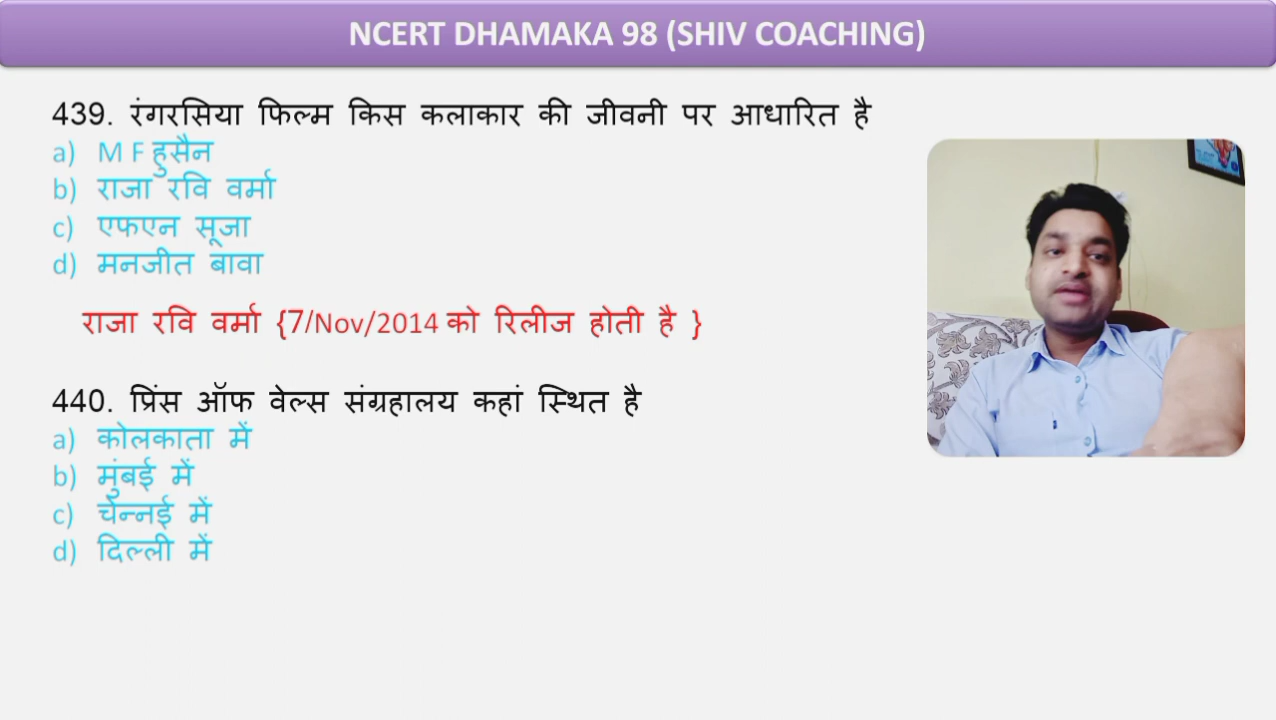 NCERT DHAMAKA 98 (SHIV COACHING)
439. रंगरसिया फिल्म किस कलाकार की जीवनी पर आधारित है
a) M F हुसैन
b) राजा रवि वर्मा
c) एफएन सूजा
d) मनजीत बावा
राजा रवि वर्मा {7/Nov/2014 को रिलीज होती है }
440. प्रिंस ऑफ वेल्स संग्रहालय कहां स्थित है
a) कोलकाता में
b) मुंबई में
c) चेन्नई में
d) दिल्ली में